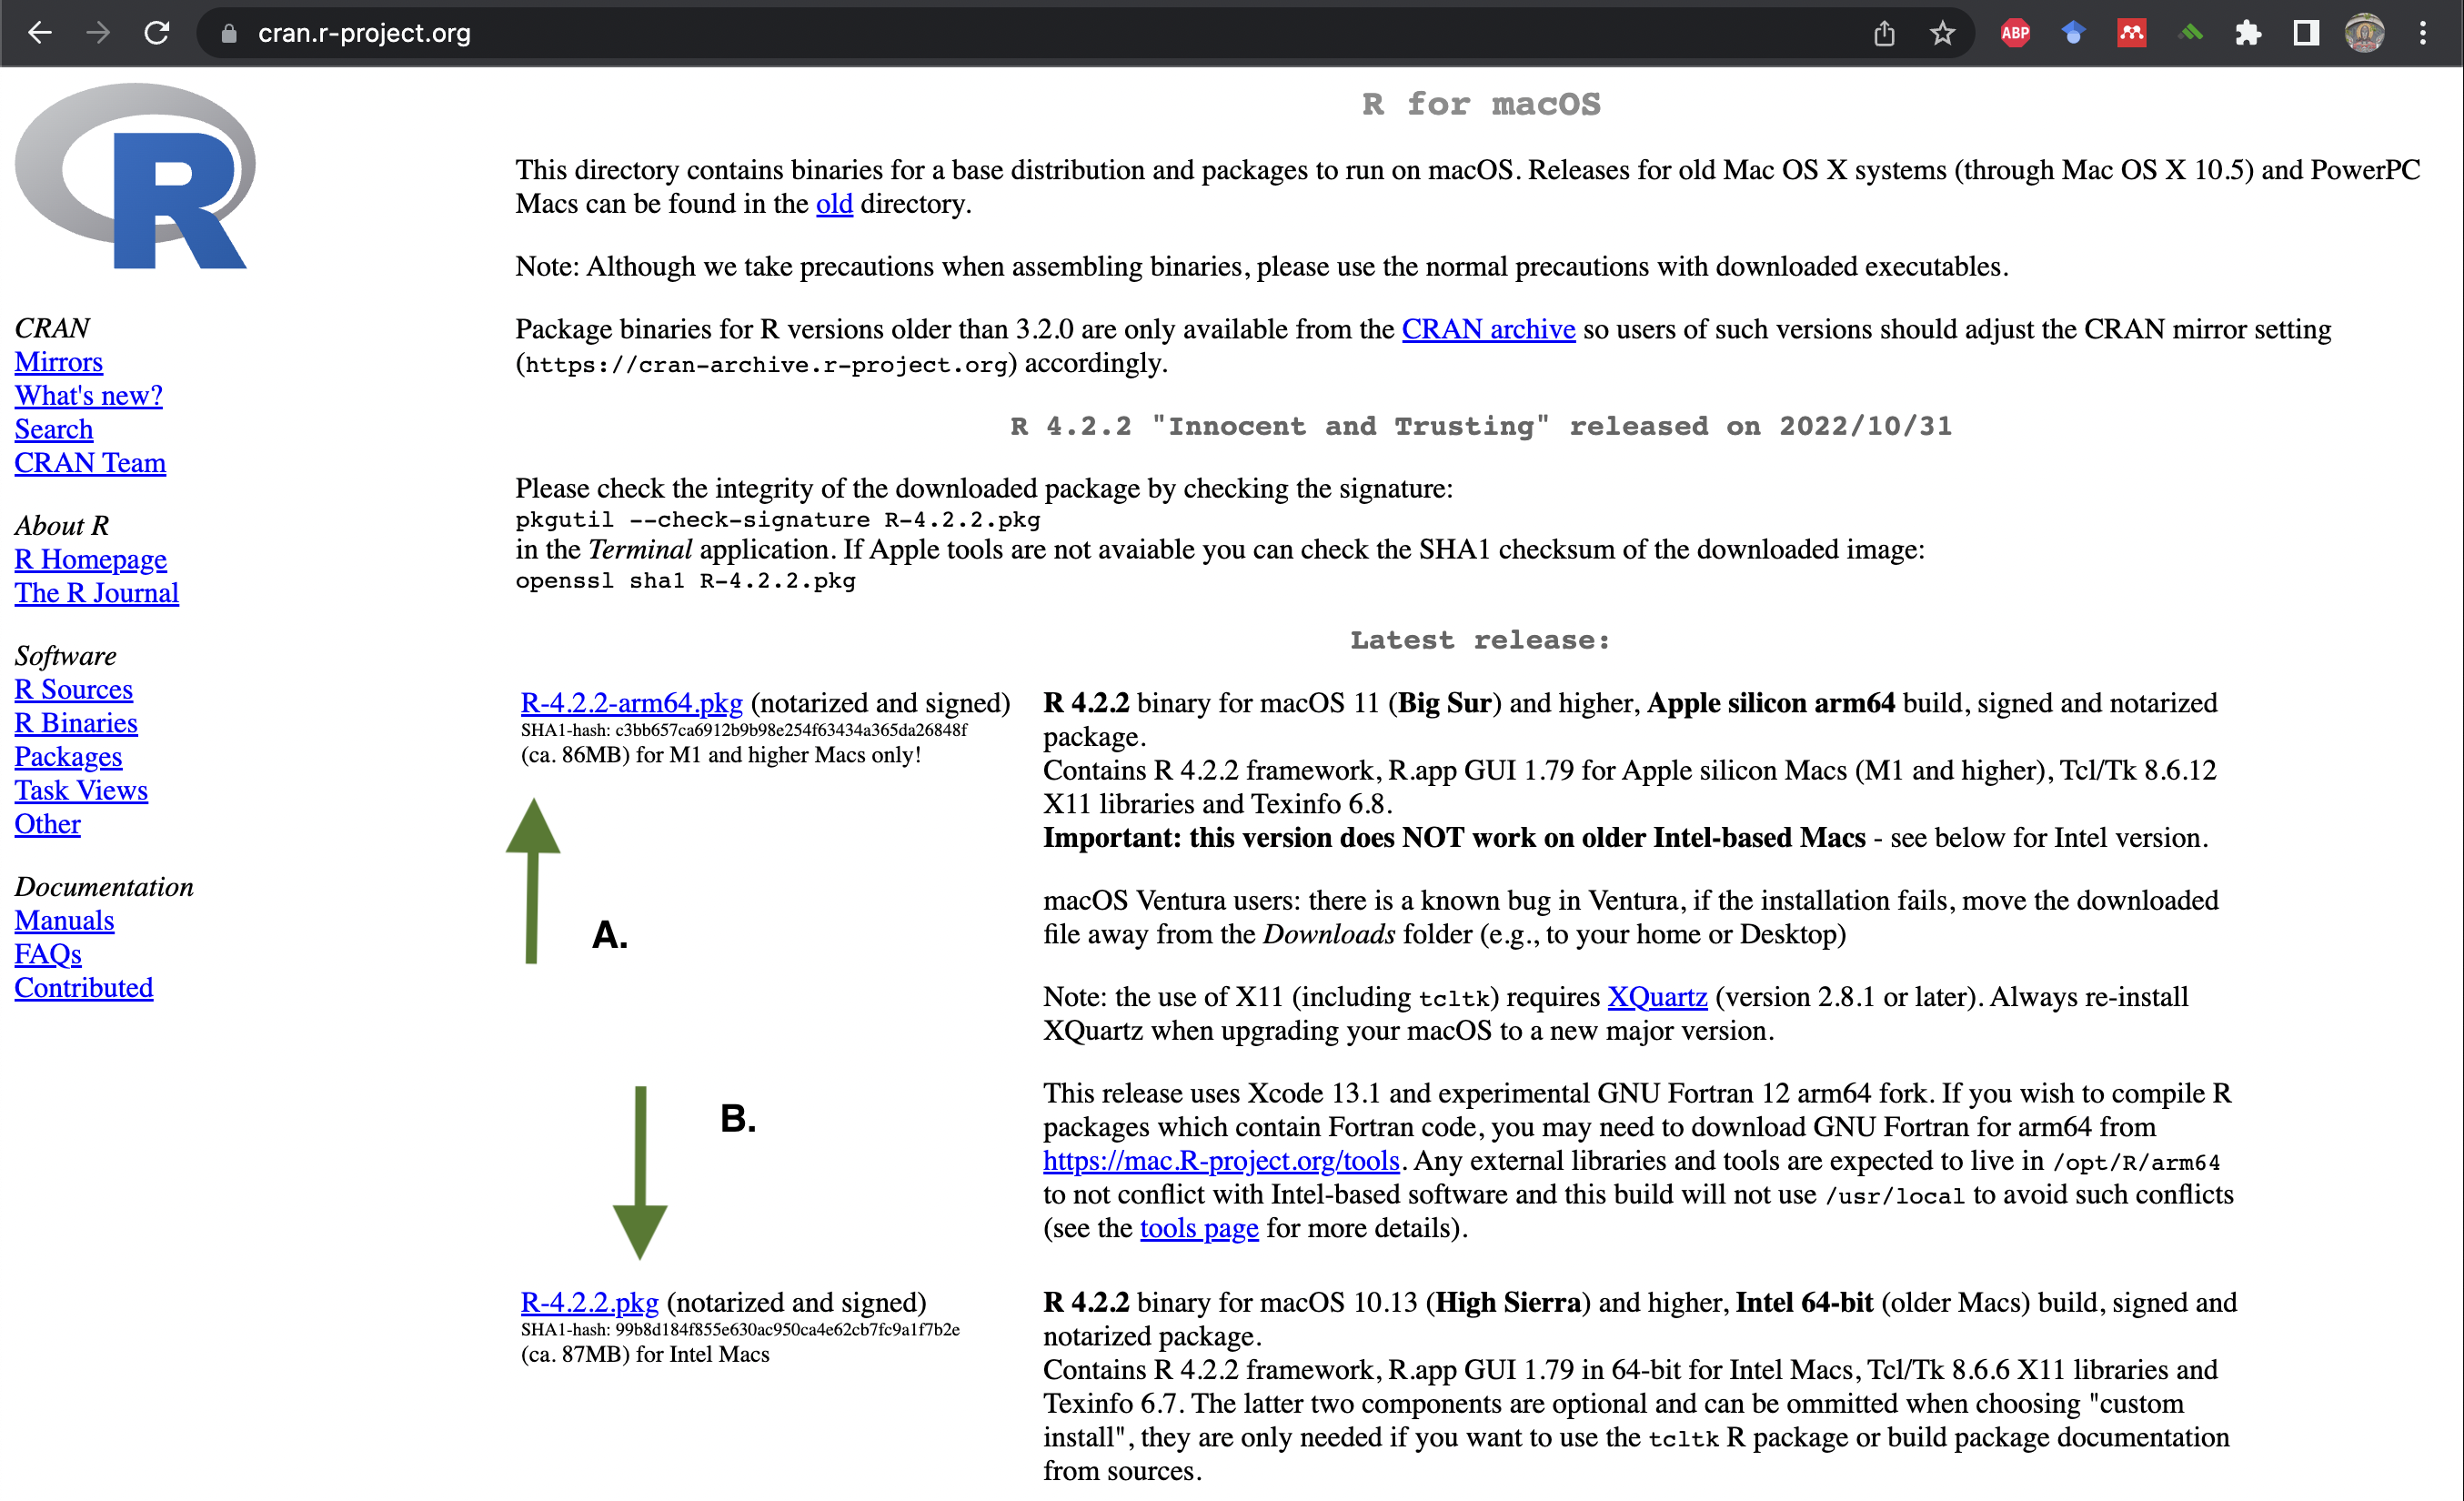 cran.r-project.org
ABP
R
R for macOS
This directory contains binaries for a base distribution and packages to run on macOS. Releases for old Mac OS X systems (through Mac OS X 10.5) and PowerPC
Macs can be found in the old directory.
Note: Although we take precautions when assembling binaries, please use the normal precautions with downloaded executables.
Package binaries for R versions older than 3.2.0 are only available from the CRAN archive so users of such versions should adjust the CRAN mirror setting
(https://cran-archive.r-project.org) accordingly.
R 4.2.2 "Innocent and Trusting" released on 2022/10/31
Please check the integrity of the downloaded package by checking the signature:
pkgutil --check-signature R-4.2.2.pkg
in the Terminal application. If Apple tools are not avaiable you can check the SHA1 checksum of the downloaded image:
openssl sha1 R-4.2.2.pkg
Latest release:
CRAN
Mirrors
What's new?
Search
CRAN Team
About R
R Homepage
The R Journal
Software
R Sources
R Binaries
Packages
Task Views
Other
Documentation
Manuals
FAQs
Contributed
R-4.2.2-arm64.pkg (notarized and signed)
SHA1-hash: c3bb657ca6912b9b98e254f63434a365da26848f
(ca. 86MB) for M1 and higher Macs only!
A.
B.
R 4.2.2 binary for macOS 11 (Big Sur) and higher, Apple silicon arm64 build, signed and notarized
package.
Contains R 4.2.2 framework, R.app GUI 1.79 for Apple silicon Macs (M1 and higher), Tcl/Tk 8.6.12
X11 libraries and Texinfo 6.8.
Important: this version does NOT work on older Intel-based Macs - see below for Intel version.
macOS Ventura users: there is a known bug in Ventura, if the installation fails, move the downloaded
file away from the Downloads folder (e.g., to your home or Desktop)
Note: the use of X11 (including tcltk) requires XQuartz (version 2.8.1 or later). Always re-install
XQuartz when upgrading your macOS to a new major version.
This release uses Xcode 13.1 and experimental GNU Fortran 12 arm64 fork. If you wish to compile R
packages which contain Fortran code, you may need to download GNU Fortran for arm64 from
https://mac.R-project.org/tools. Any external libraries and tools are expected to live in /opt/R/arm64
to not conflict with Intel-based software and this build will not use /usr/local to avoid such conflicts
(see the tools page for more details).
R-4.2.2.pkg (notarized and signed)
SHA1-hash: 99b8d184f855e630ac950ca4e62cb7fc9a1f7b2e
(ca. 87MB) for Intel Macs
R 4.2.2 binary for macOS 10.13 (High Sierra) and higher, Intel 64-bit (older Macs) build, signed and
notarized package.
Contains R 4.2.2 framework, R.app GUI 1.79 in 64-bit for Intel Macs, Tcl/Tk 8.6.6 X11 libraries and
Texinfo 6.7. The latter two components are optional and can be ommitted when choosing "custom
install", they are only needed if you want to use the tcltk R package or build package documentation
from sources.